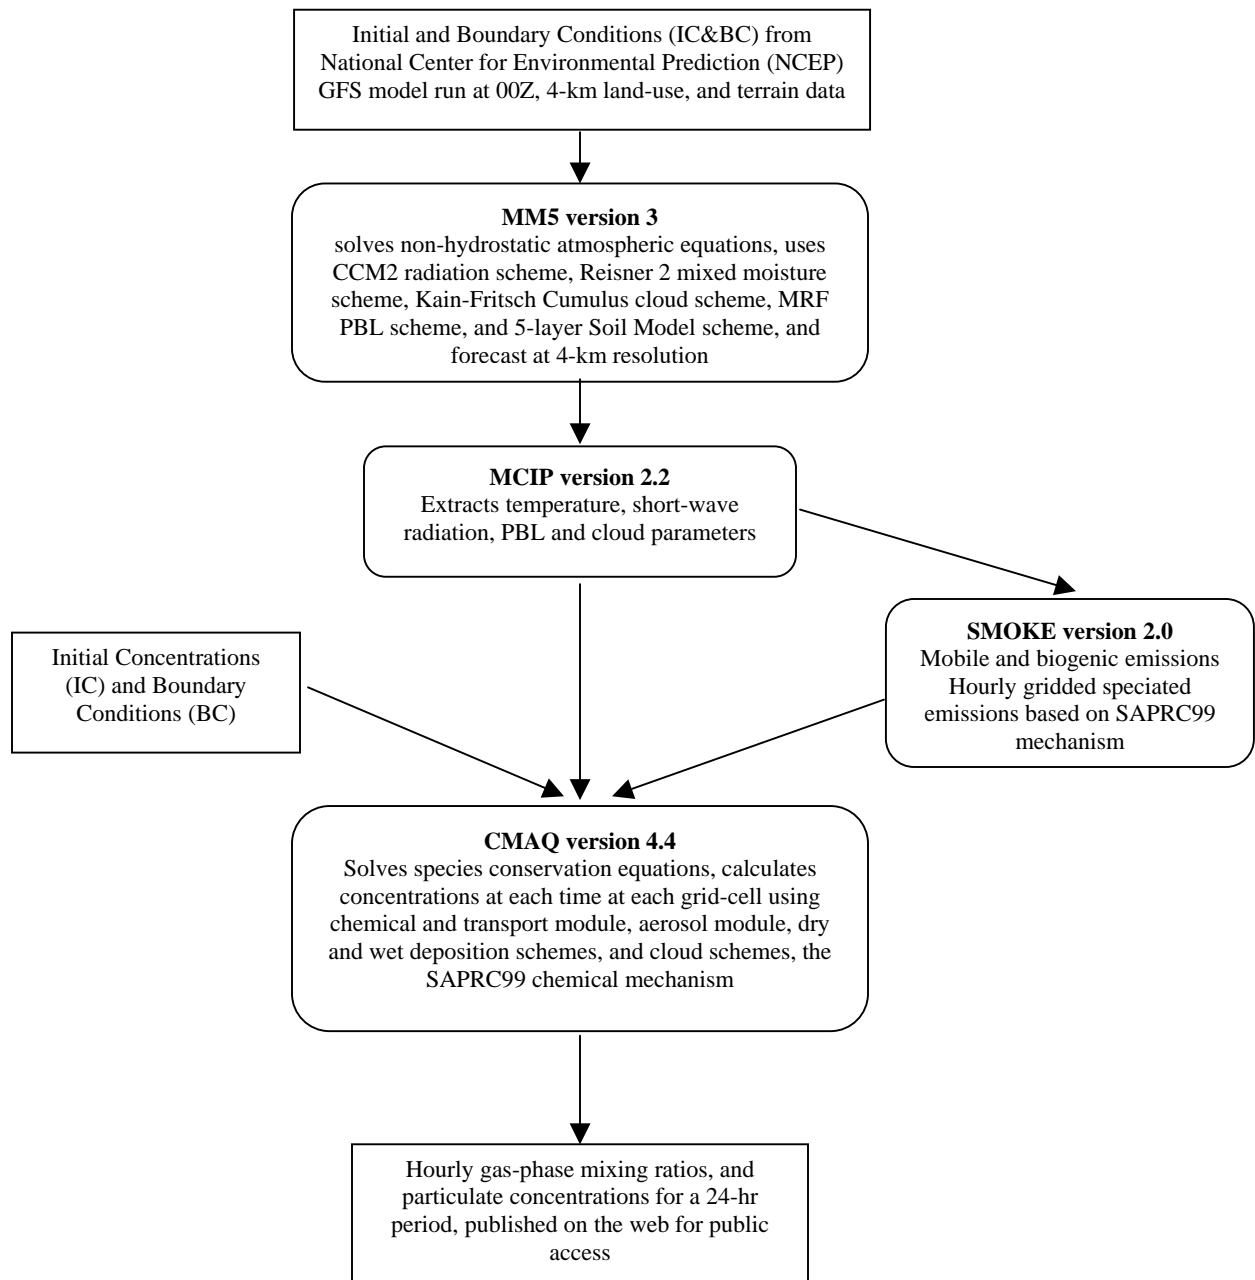 Initial and Boundary Conditions (IC&BC) from
National Center for Environmental Prediction (NCEP)
GFS model run at 00Z, 4-km land-use, and terrain data
MM5 version 3
solves non-hydrostatic atmospheric equations, uses
CCM2 radiation scheme, Reisner 2 mixed moisture
scheme, Kain-Fritsch Cumulus cloud scheme, MRF
PBL scheme, and 5-layer Soil Model scheme, and
forecast at 4-km resolution
MCIP version 2.2
Extracts temperature, short-wave
radiation, PBL and cloud parameters
SMOKE version 2.0
Mobile and biogenic emissions
Hourly gridded speciated
emissions based on SAPRC99
mechanism
Initial Concentrations
(IC) and Boundary
Conditions (BC)
CMAQ version 4.4
Solves species conservation equations, calculates
concentrations at each time at each grid-cell using
chemical and transport module, aerosol module, dry
and wet deposition schemes, and cloud schemes, the
SAPRC99 chemical mechanism
Hourly gas-phase mixing ratios, and
particulate concentrations for a 24-hr
period, published on the web for public
access